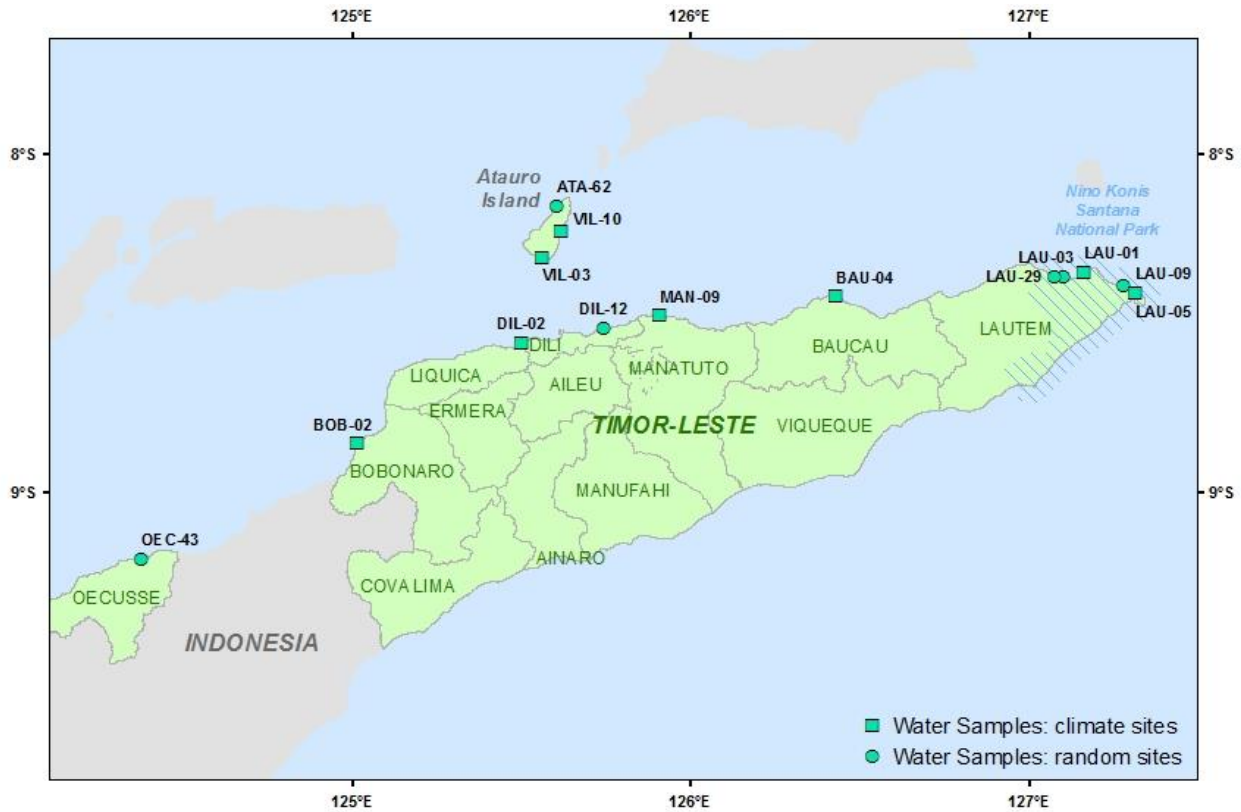 125°E 126°E 127°E
8°S 8°S
Atauro
Island
ATA-62
VIL-10
VIL-03
Nino Konis
Santana
National Park
LAU-03
LAU-01
LAU-29
LAU-09
LAU-05
BAU-04
MAN-09
DIL-12
DIL-02
DILI
LAUTEM
BAUCAU
MANATUTO
LIQUICA
AILEU
ERMERA
TIMOR-LESTE
VIQUEQUE
BOB-02
BOBONARO
MANUFAHI
9°S 9°S
OEC-43
AINARO
COVA LIMA
OECUSSE
INDONESIA
Water Samples: climate sites
Water Samples: random sites
125°E 126°E 127°E